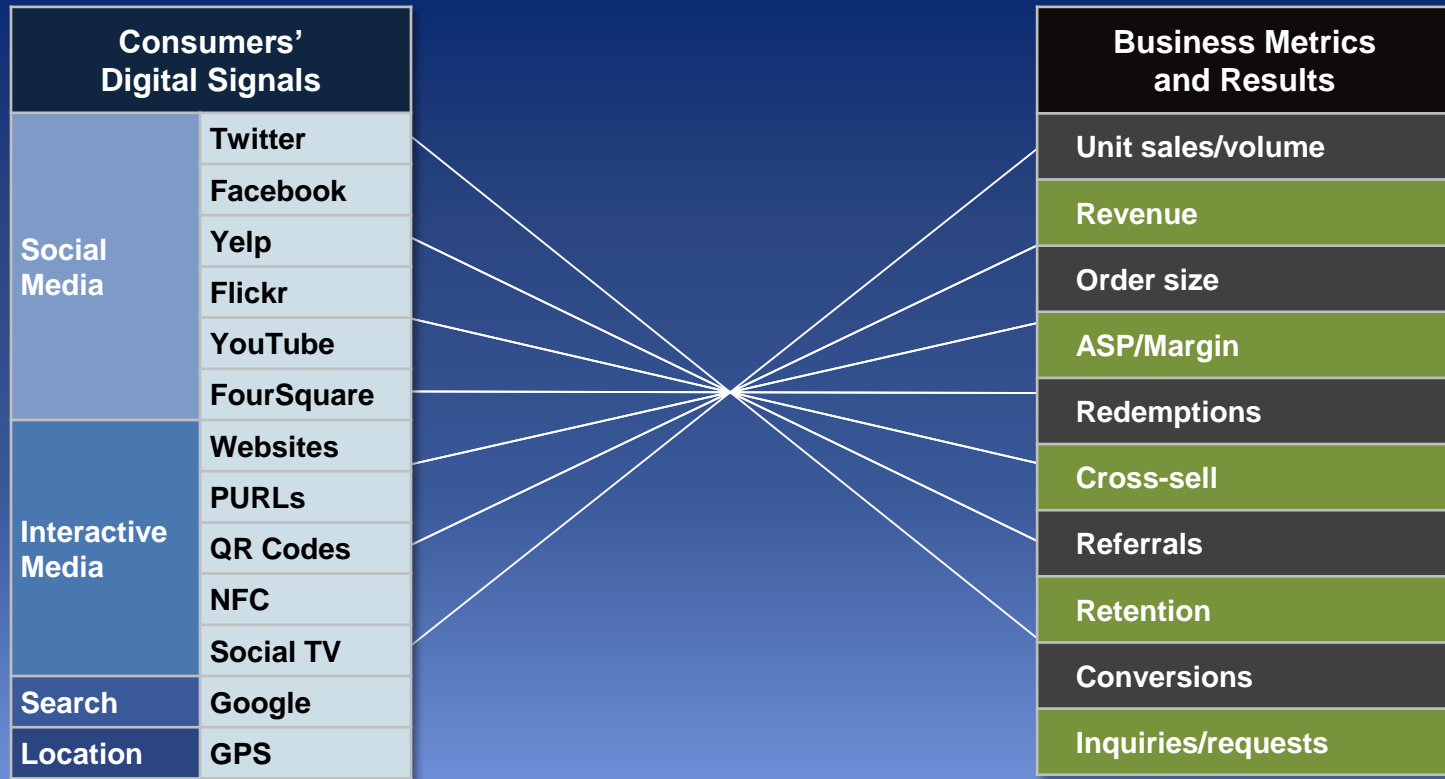 Consumers’
Digital Signals
Social
Media
Twitter
Facebook
Yelp
Flickr
YouTube
FourSquare
Interactive
Media
Websites
PURLs
QR Codes
NFC
Social TV
Search
Google
Location
GPS
Business Metrics
and Results
Unit sales/volume
Revenue
Order size
ASP/Margin
Redemptions
Cross-sell
Referrals
Retention
Conversions
Inquiries/requests